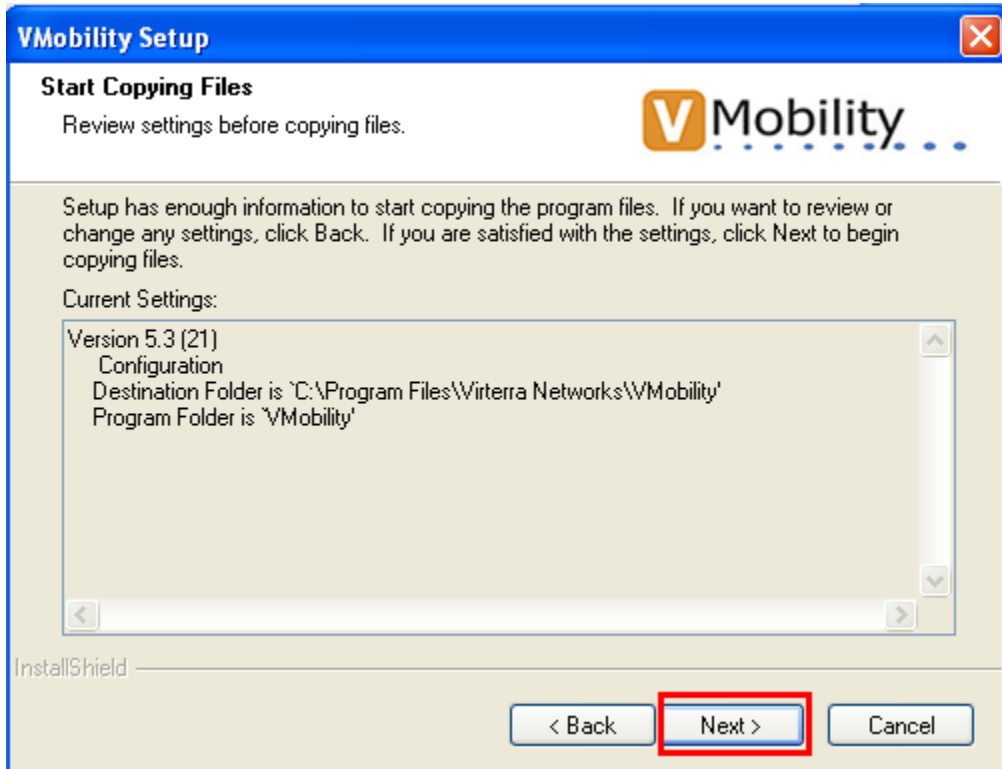 VMobility Setup
Start Copying Files
Review settings before copying files.
V Mobility
Setup has enough information to start copying the program files.  If you want to review or
change any settings, click Back.  If you are satisfied with the settings, click Next to begin
copying files.
Current Settings:
Version 5.3 (21)
Configuration
Destination Folder is `C:\Program Files\Virterra Networks\VMobility'
Program Folder is `VMobility'
InstallShield
< Back
Next >
Cancel